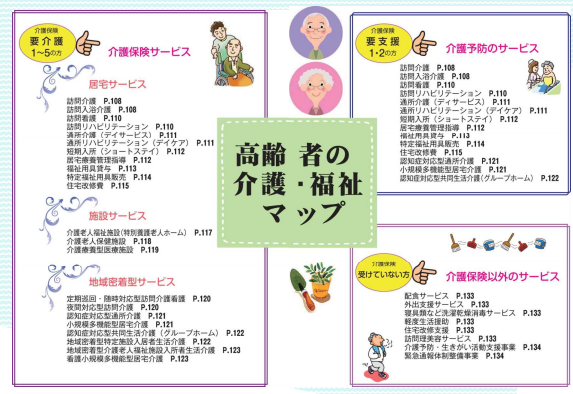 介護保険
要介護
1～5の方
介護保険サービス
居宅サービス
訪問介護 P.108
訪問入浴介護 P.108
訪問看護 P.110
訪問リハビリテーション P.110
通所介護（デイサービス） P.111
通所リハビリテーション（デイケア） P.111
短期入所（ショートステイ） P.112
居宅療養管理指導 P.112
福祉用具貸与 P.113
特定福祉用具販売 P.114
住宅改修費 P.115
施設サービス
介護老人福祉施設(特別養護老人ホーム) P.117
介護老人保健施設 P.118
介護療養型医療施設 P.119
地域密着型サービス
定期巡回・随時対応型訪問介護看護 P.120
夜間対応型訪問介護 P.120
認知症対応型通所介護 P.121
小規模多機能型居宅介護 P.121
認知症対応型共同生活介護（グループホーム） P.122
地域密着型特定施設入居者生活介護 P.122
地域密着型介護老人福祉施設入所者生活介護 P.123
看護小規模多機能型居宅介護 P.123
高齢者の
介護・福祉
マップ
介護保険
要支援
1・2の方
介護予防のサービス
訪問介護 P.108
訪問入浴介護 P.108
訪問看護 P.110
訪問リハビリテーション P.110
通所介護（デイサービス） P.111
通所リハビリテーション（デイケア） P.111
短期入所（ショートステイ） P.112
居宅療養管理指導 P.112
福祉用具貸与 P.113
特定福祉用具販売 P.114
住宅改修費 P.115
認知症対応型通所介護 P.121
小規模多機能型居宅介護 P.121
認知症対応型共同生活介護(グループホーム) P.122
介護保険
受けていない方
介護保険以外のサービス
配食サービス P.133
外出支援サービス P.133
寝具類など洗濯乾燥消毒サービス P.133
軽度生活援助 P.133
住宅改修支援 P.133
訪問理美容サービス P.133
介護予防・生きがい活動支援事業 P.134
緊急通報体制整備事業 P.134